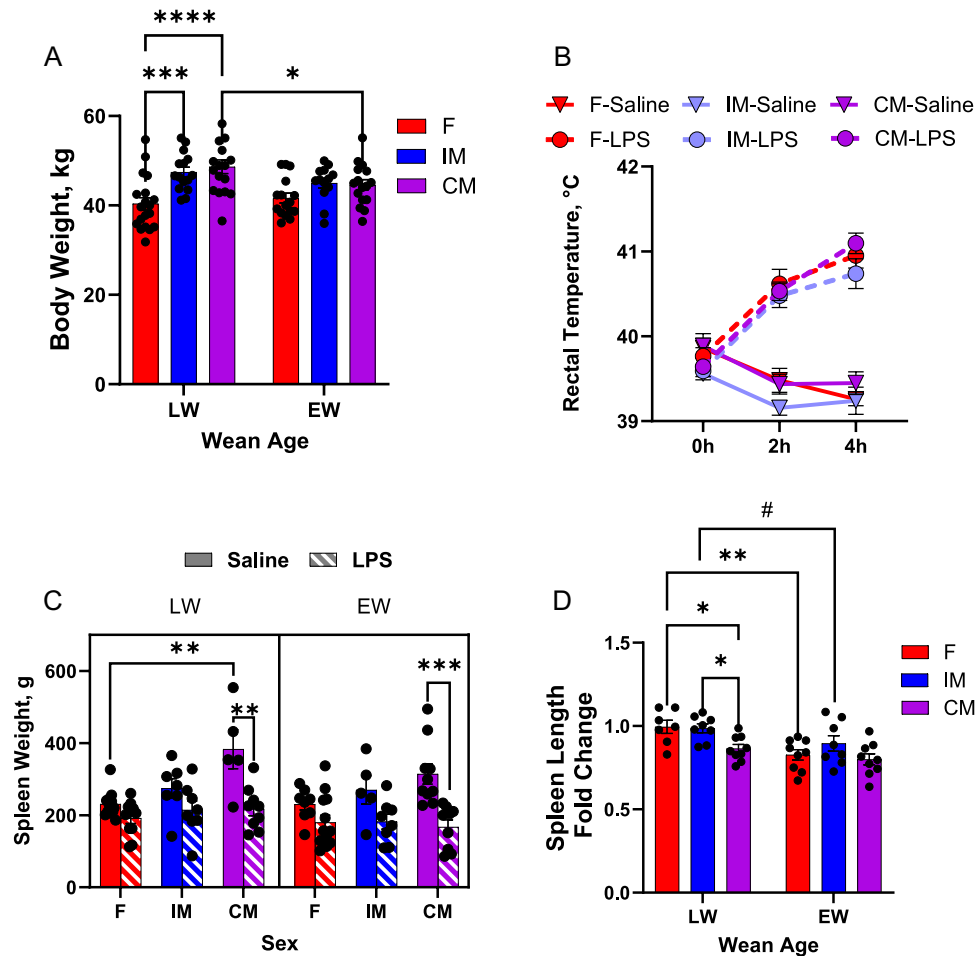 A
****
***
*
F
IM
CM
Body Weight, kg
60
40
20
0
LW
EW
Wean Age
B
F-Saline
IM-Saline
CM-Saline
F-LPS
IM-LPS
CM-LPS
Rectal Temperature, °C
42
41
40
39
0h
2h
4h
Saline
LPS
C
LW
EW
**
**
***
Spleen Weight, g
600
400
200
0
F
IM
CM
F
IM
CM
Sex
D
#
**
*
*
F
IM
CM
Spleen Length
Fold Change
1.5
1.0
0.5
0.0
LW
EW
Wean Age